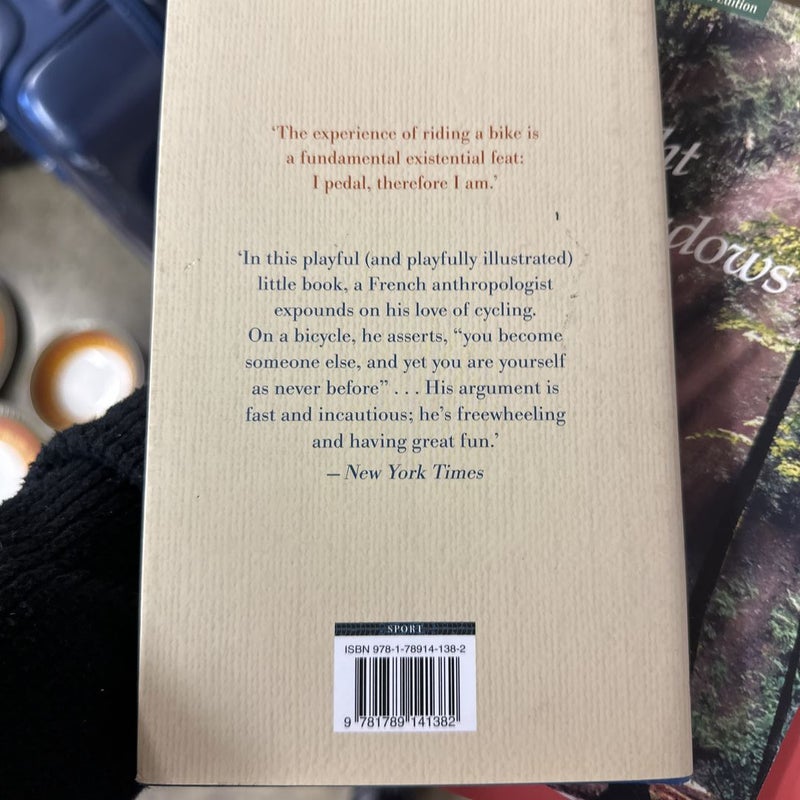 Edition
'The experience of riding a bike is
a fundamental existential feat:
I pedal, therefore I am.'
'In this playful (and playfully illustrated)
little book, a French anthropologist
expounds on his love of cycling.
On a bicycle, he asserts, "you become
someone else, and yet you are yourself
as never before" . . . His argument is
fast and incautious; he's freewheeling
and having great fun.'
– New York Times
SPORT
ISBN 978-1-78914-138-2
9 781789 141382
ht
dows